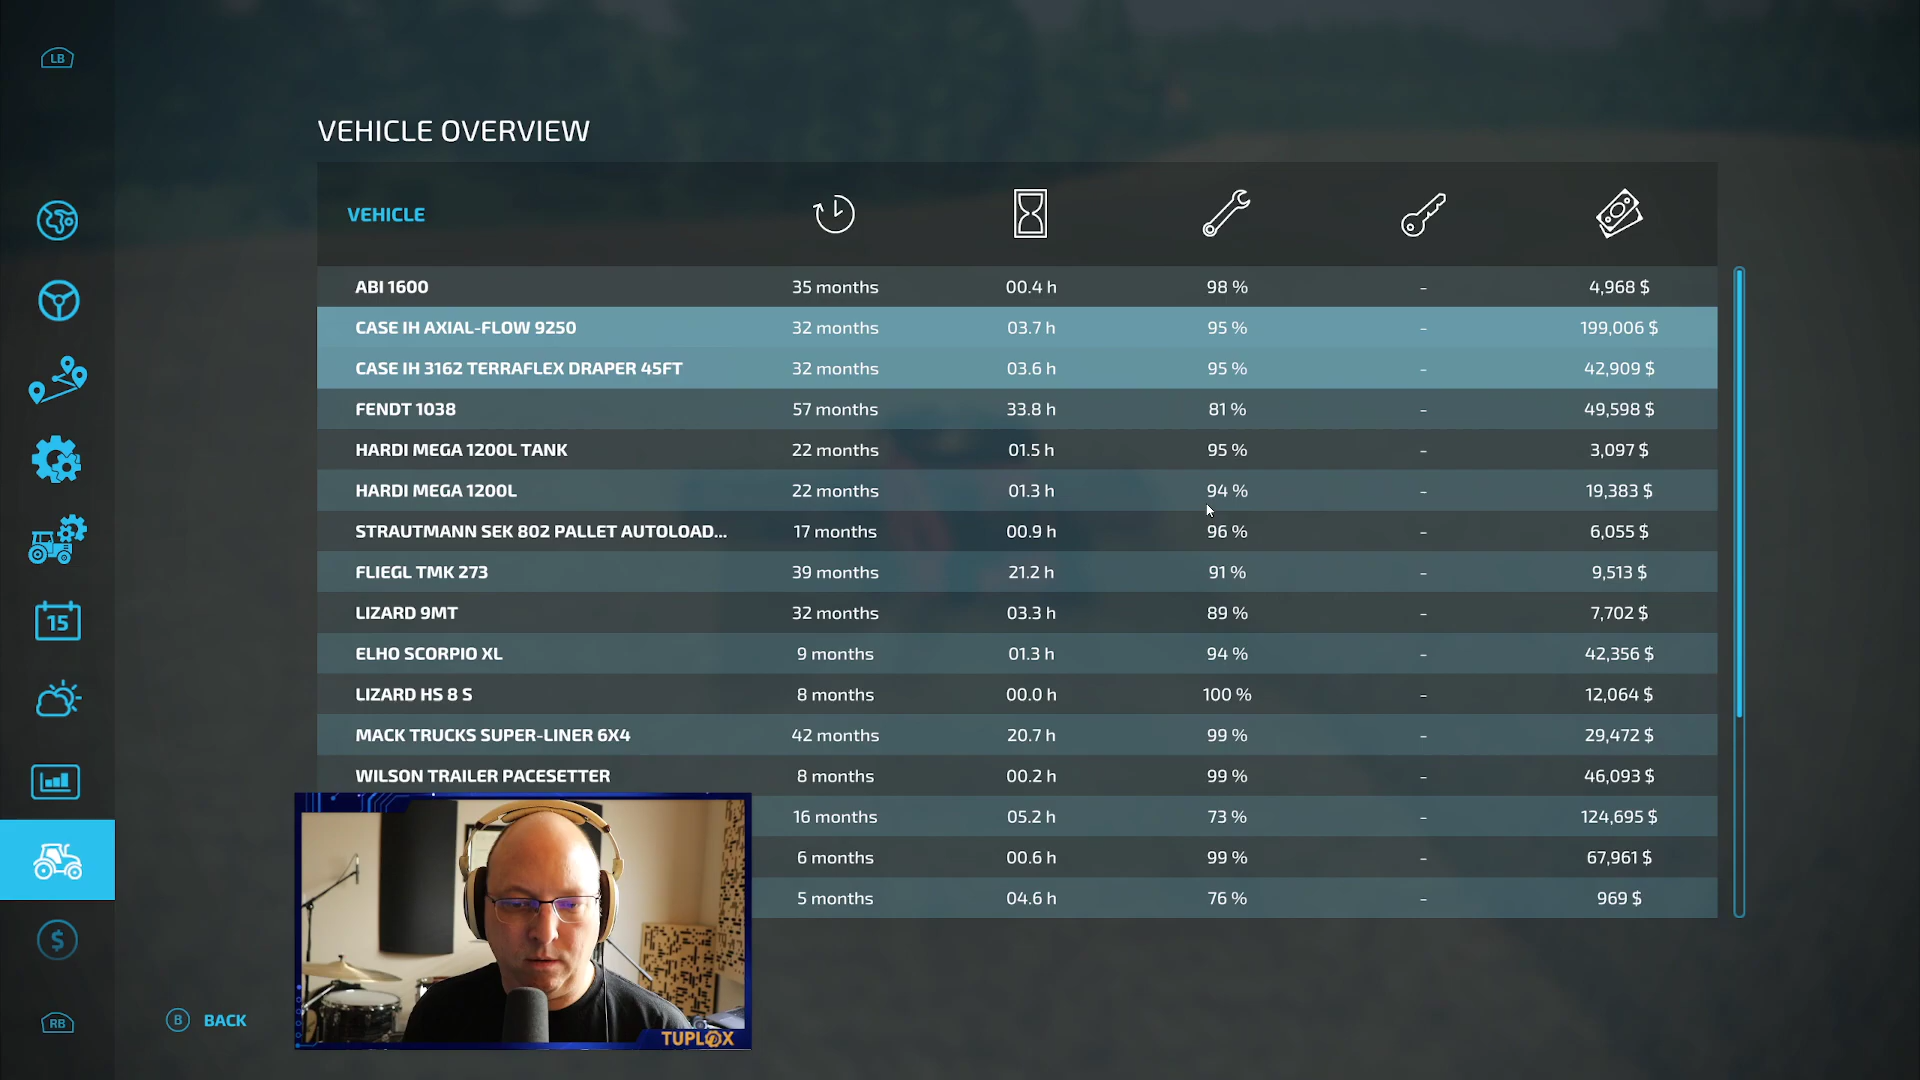 LB
VEHICLE OVERVIEW
VEHICLE
ABI 1600 35 months 00.4 h 98 % - 4,968 $
CASE IH AXIAL-FLOW 9250 32 months 03.7 h 95 % - 199,006 $
CASE IH 3162 TERRAFLEX DRAPER 45FT 32 months 03.6 h 95 % - 42,909 $
FENDT 1038 57 months 33.8 h 81 % - 49,598 $
HARDI MEGA 1200L TANK 22 months 01.5 h 95 % - 3,097 $
HARDI MEGA 1200L 22 months 01.3 h 94 % - 19,383 $
STRAUTMANN SEK 802 PALLET AUTOLOAD... 17 months 00.9 h 96 % - 6,055 $
FLIEGL TMK 273 39 months 21.2 h 91 % - 9,513 $
LIZARD 9MT 32 months 03.3 h 89 % - 7,702 $
ELHO SCORPIO XL 9 months 01.3 h 94 % - 42,356 $
LIZARD HS 8 S 8 months 00.0 h 100 % - 12,064 $
MACK TRUCKS SUPER-LINER 6X4 42 months 20.7 h 99 % - 29,472 $
WILSON TRAILER PACESETTER 8 months 00.2 h 99 % - 46,093 $
16 months 05.2 h 73 % - 124,695 $
6 months 00.6 h 99 % - 67,961 $
5 months 04.6 h 76 % - 969 $
15
$
RB
B BACK
TUPLOX